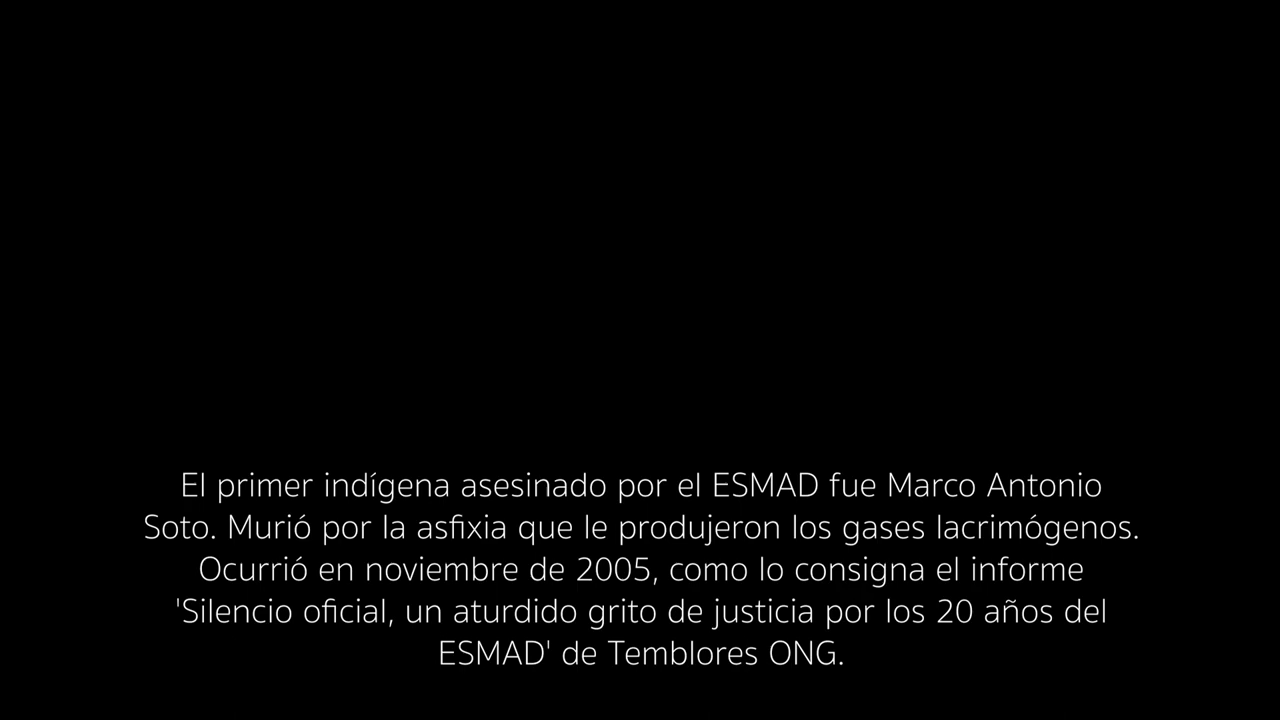 El primer indígena asesinado por el ESMAD fue Marco Antonio
Soto. Murió por la asfixia que le produjeron los gases lacrimógenos.
Ocurrió en noviembre de 2005, como lo consigna el informe
'Silencio oficial, un aturdido grito de justicia por los 20 años del
ESMAD' de Temblores ONG.